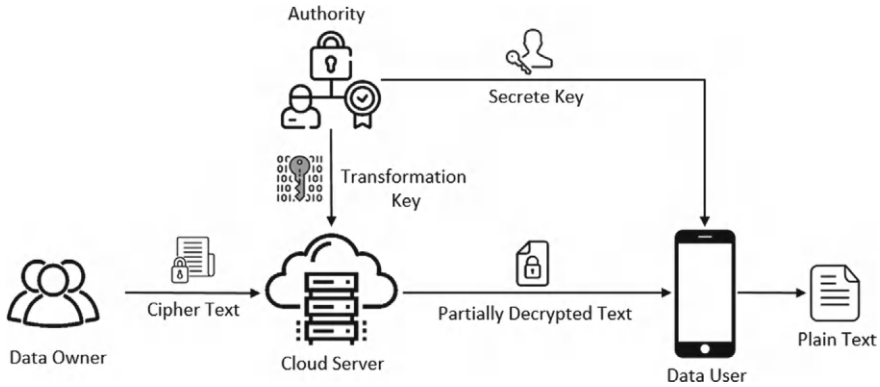 Authority
Secrete Key
Transformation
Key
Cipher Text
Partially Decrypted Text
Plain Text
Data Owner
Cloud Server
Data User